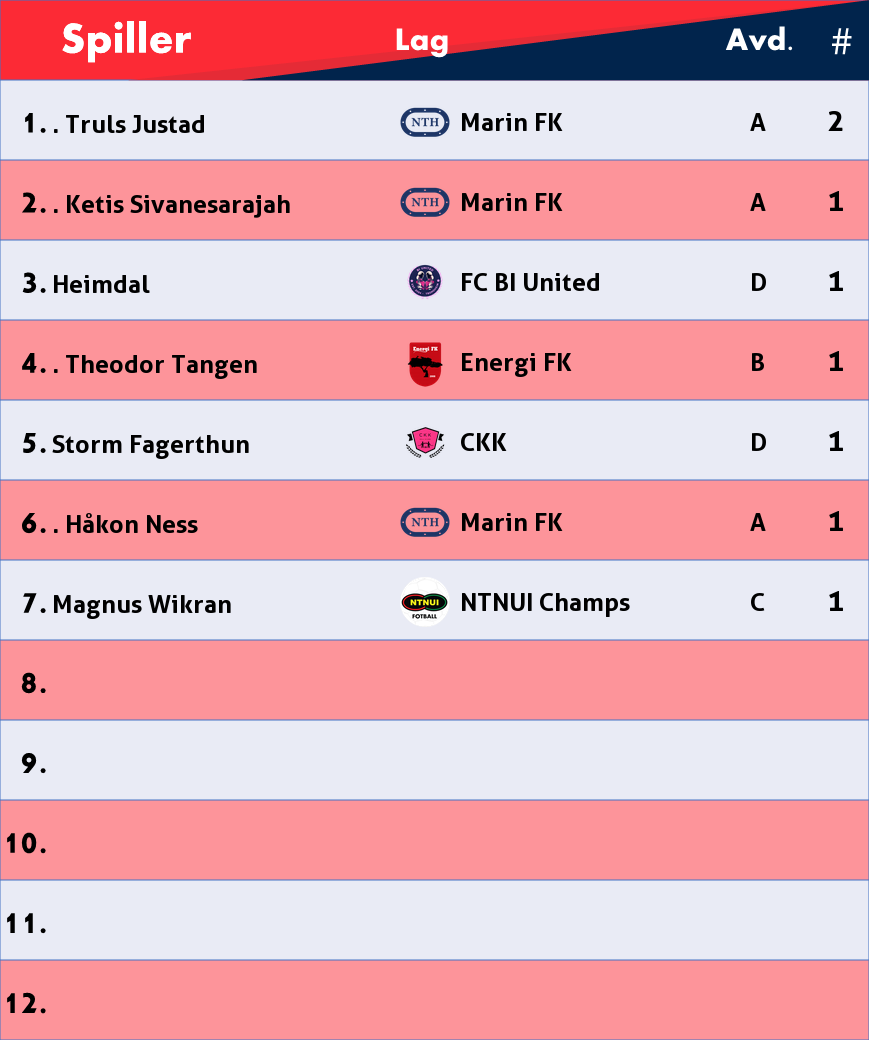 Spiller Lag Avd. #
1. . Truls Justad NTH Marin FK A 2
2. . Ketis Sivanesarajah NTH Marin FK A 1
3. Heimdal FC BI United D 1
4. . Theodor Tangen Energi FK Energi FK B 1
5. Storm Fagerthun CKK CKK D 1
6. . Håkon Ness NTH Marin FK A 1
7. Magnus Wikran NTNUI FOTBALL NTNUI Champs C 1
8.
9.
10.
11.
12.